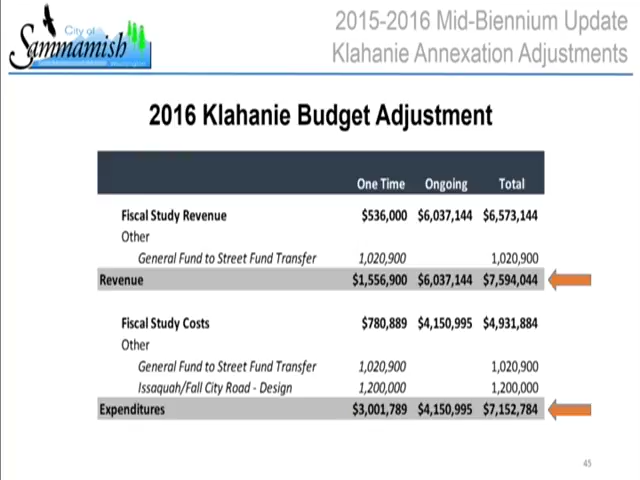 City of
Sammamish
2015-2016 Mid-Biennium Update
Klahanie Annexation Adjustments
2016 Klahanie Budget Adjustment
One Time Ongoing Total
Fiscal Study Revenue $536,000 $6,037,144 $6,573,144
Other
General Fund to Street Fund Transfer 1,020,900 1,020,900
Revenue $1,556,900 $6,037,144 $7,594,044
Fiscal Study Costs $780,889 $4,150,995 $4,931,884
Other
General Fund to Street Fund Transfer 1,020,900 1,020,900
Issaquah/Fall City Road - Design 1,200,000 1,200,000
Expenditures $3,001,789 $4,150,995 $7,152,784
45